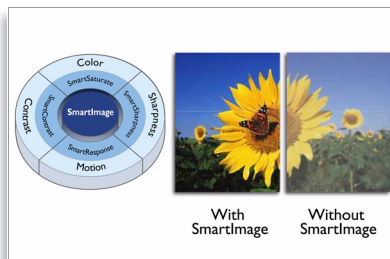 Color
SmartSaturate
Contrast
SmartContrast
SmartImage
SmartSharpness
Sharpness
SmartResponse
Motion
With
SmartImage
Without
SmartImage